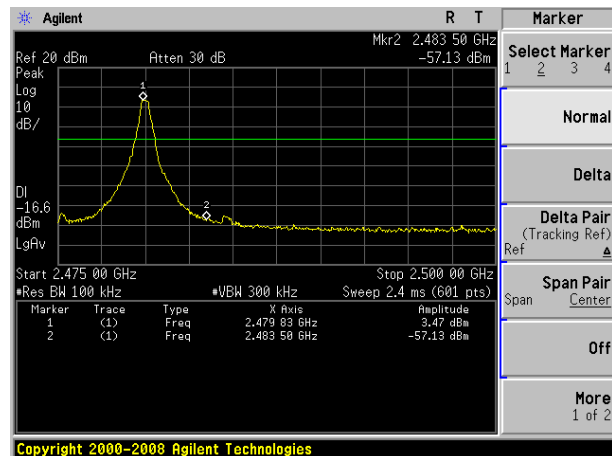 Agilent R T Marker
Mkr2 2.483 50 GHz
Ref 20 dBm Atten 30 dB -57.13 dBm
Peak
Log
10
dB/
1
2
DI
-16.6
dBm
LgAv
Start 2.475 00 GHz Stop 2.500 00 GHz
#Res BW 100 kHz #VBW 300 kHz Sweep 2.4 ms (601 pts)
Marker Trace Type X Axis Amplitude
1 (1) Freq 2.479 83 GHz 3.47 dBm
2 (1) Freq 2.483 50 GHz -57.13 dBm
Copyright 2000-2008 Agilent Technologies
Select Marker
1 2 3 4
Normal
Delta
Delta Pair
(Tracking Ref)
Ref Δ
Span Pair
Span Center
Off
More
1 of 2